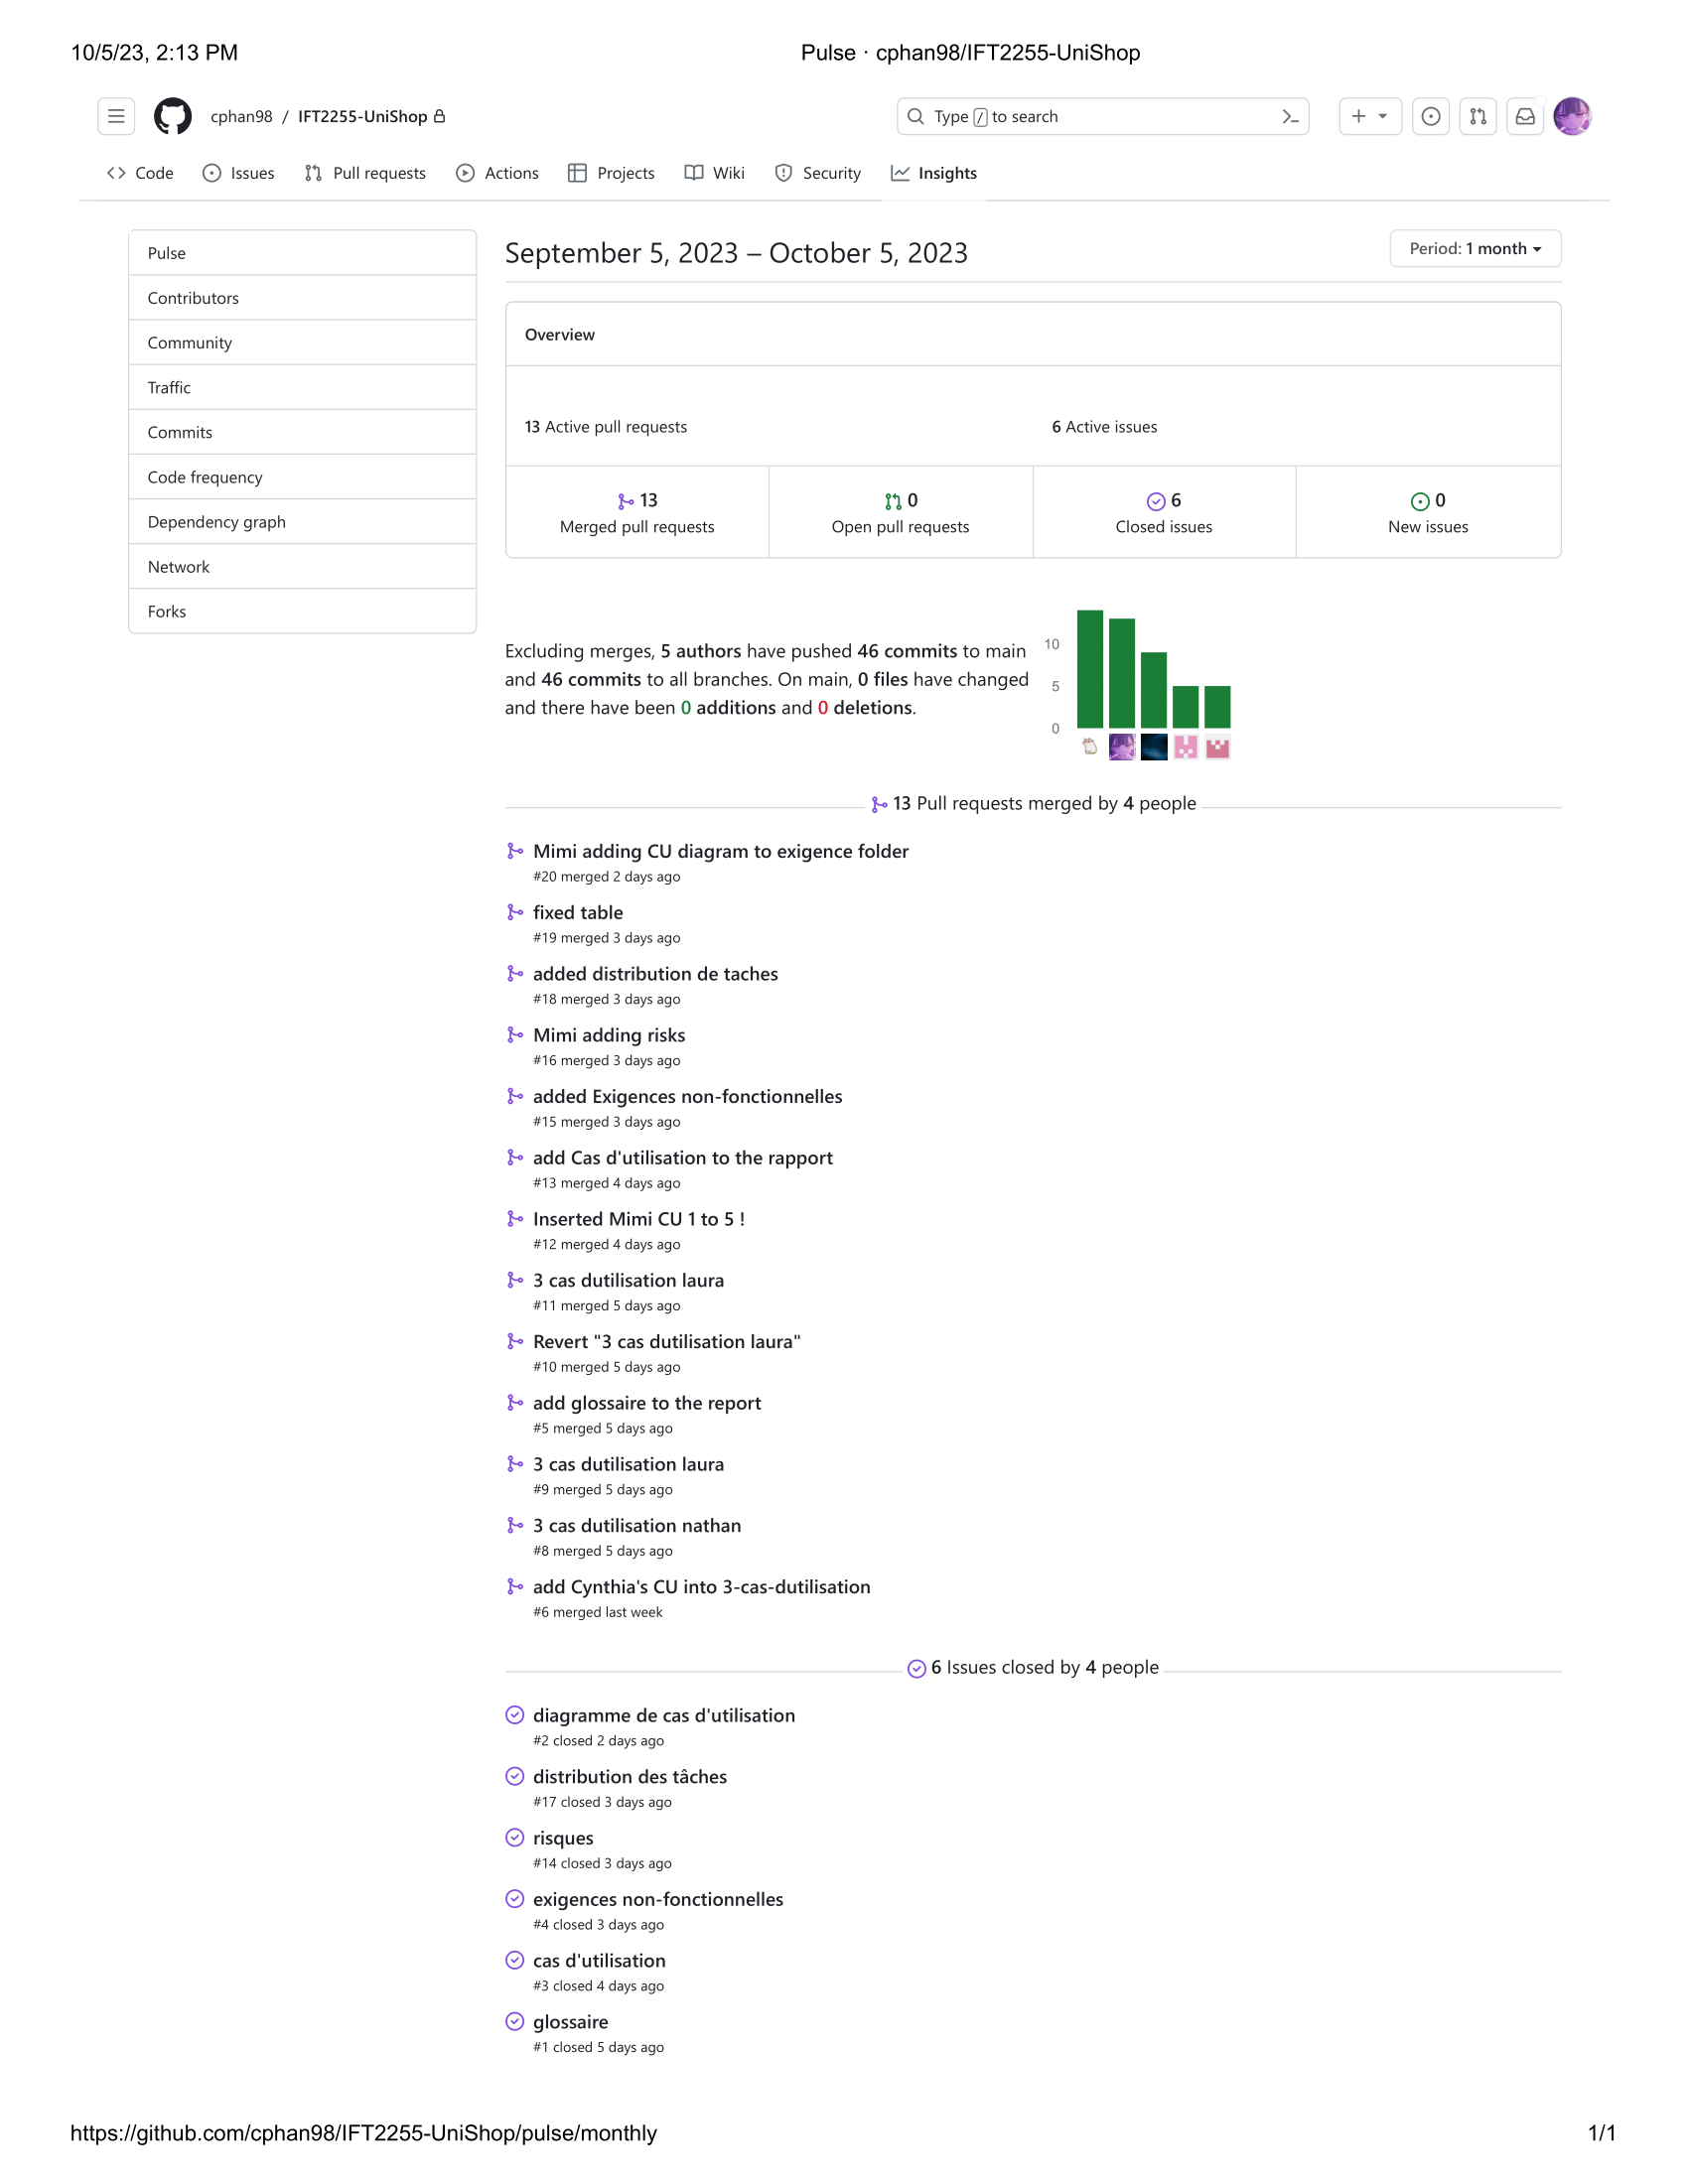 10/5/23, 2:13 PM
Pulse · cphan98/IFT2255-UniShop
cphan98 / IFT2255-UniShop
Type / to search
Code
Issues
Pull requests
Actions
Projects
Wiki
Security
Insights
Pulse
Contributors
Community
Traffic
Commits
Code frequency
Dependency graph
Network
Forks
September 5, 2023 – October 5, 2023
Period: 1 month
Overview
13 Active pull requests
6 Active issues
13
Merged pull requests
0
Open pull requests
6
Closed issues
0
New issues
Excluding merges, 5 authors have pushed 46 commits to main
and 46 commits to all branches. On main, 0 files have changed
and there have been 0 additions and 0 deletions.
10
5
0
13 Pull requests merged by 4 people
Mimi adding CU diagram to exigence folder
#20 merged 2 days ago
fixed table
#19 merged 3 days ago
added distribution de taches
#18 merged 3 days ago
Mimi adding risks
#16 merged 3 days ago
added Exigences non-fonctionnelles
#15 merged 3 days ago
add Cas d'utilisation to the rapport
#13 merged 4 days ago
Inserted Mimi CU 1 to 5 !
#12 merged 4 days ago
3 cas dutilisation laura
#11 merged 5 days ago
Revert "3 cas dutilisation laura"
#10 merged 5 days ago
add glossaire to the report
#5 merged 5 days ago
3 cas dutilisation laura
#9 merged 5 days ago
3 cas dutilisation nathan
#8 merged 5 days ago
add Cynthia's CU into 3-cas-dutilisation
#6 merged last week
6 Issues closed by 4 people
diagramme de cas d'utilisation
#2 closed 2 days ago
distribution des tâches
#17 closed 3 days ago
risques
#14 closed 3 days ago
exigences non-fonctionnelles
#4 closed 3 days ago
cas d'utilisation
#3 closed 4 days ago
glossaire
#1 closed 5 days ago
https://github.com/cphan98/IFT2255-UniShop/pulse/monthly
1/1